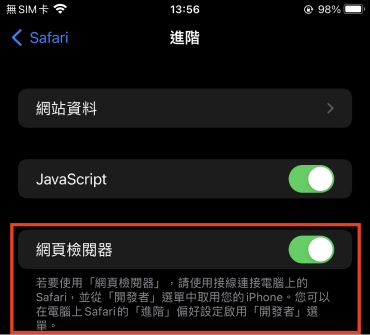 無SIM卡 13:56 98%
Safari 進階
網站資料
JavaScript
網頁檢閱器
若要使用「網頁檢閱器」，請使用接線連接電腦上的
Safari，並從「開發者」選單中取用您的 iPhone。您可以
在電腦上 Safari 的「進階」偏好設定啟用「開發者」選
單。